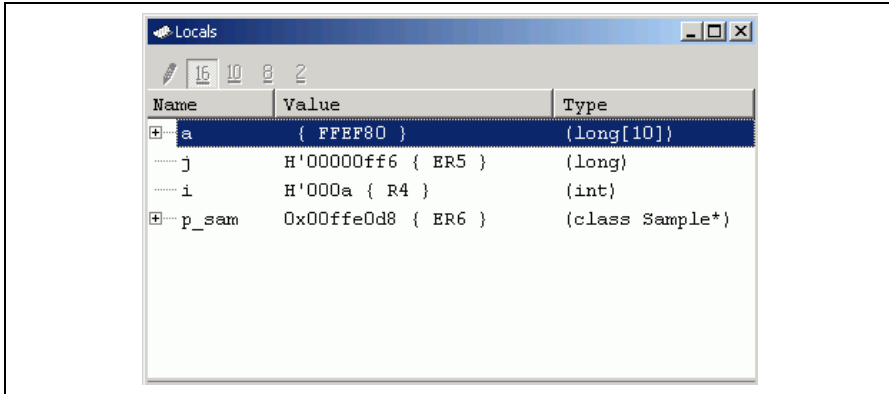 Locals
16 10 8 2
Name Value Type
a { FFEF80 } (long[10])
j H'00000ff6 { ER5 } (long)
i H'000a { R4 } (int)
p_sam 0x00ffe0d8 { ER6 } (class Sample*)